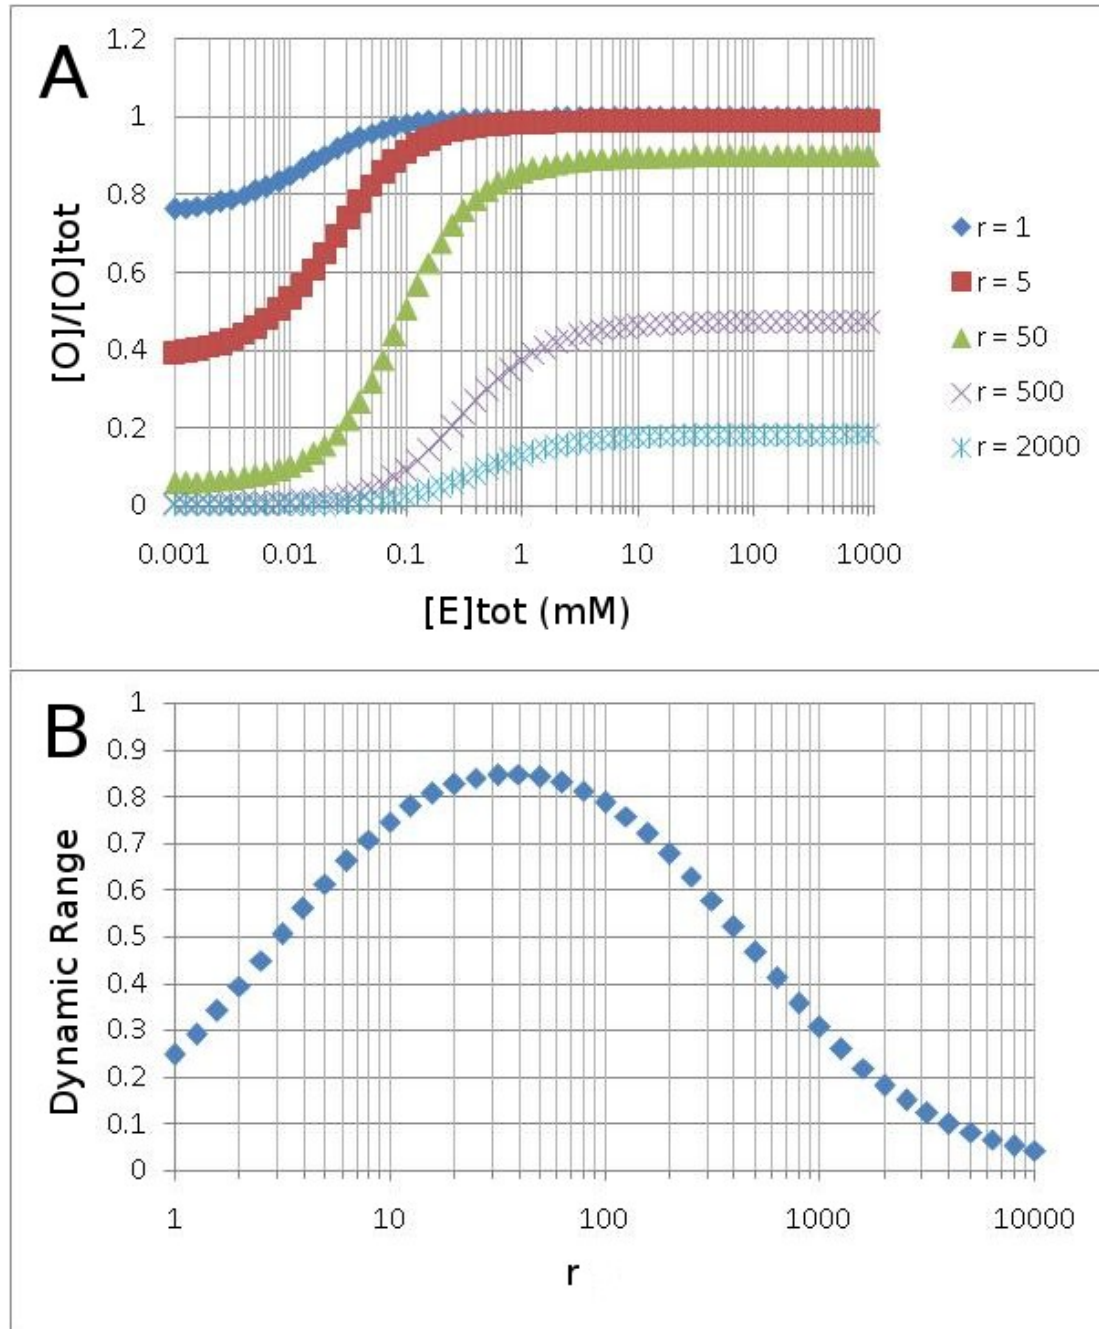 A
1.2
1
0.8
0.6
0.4
0.2
0
[O]/[O]tot
0.001 0.01 0.1 1 10 100 1000
[E]tot (mM)
r = 1
r = 5
r = 50
r = 500
r = 2000
B
1
0.9
0.8
0.7
0.6
0.5
0.4
0.3
0.2
0.1
0
Dynamic Range
1 10 100 1000 10000
r